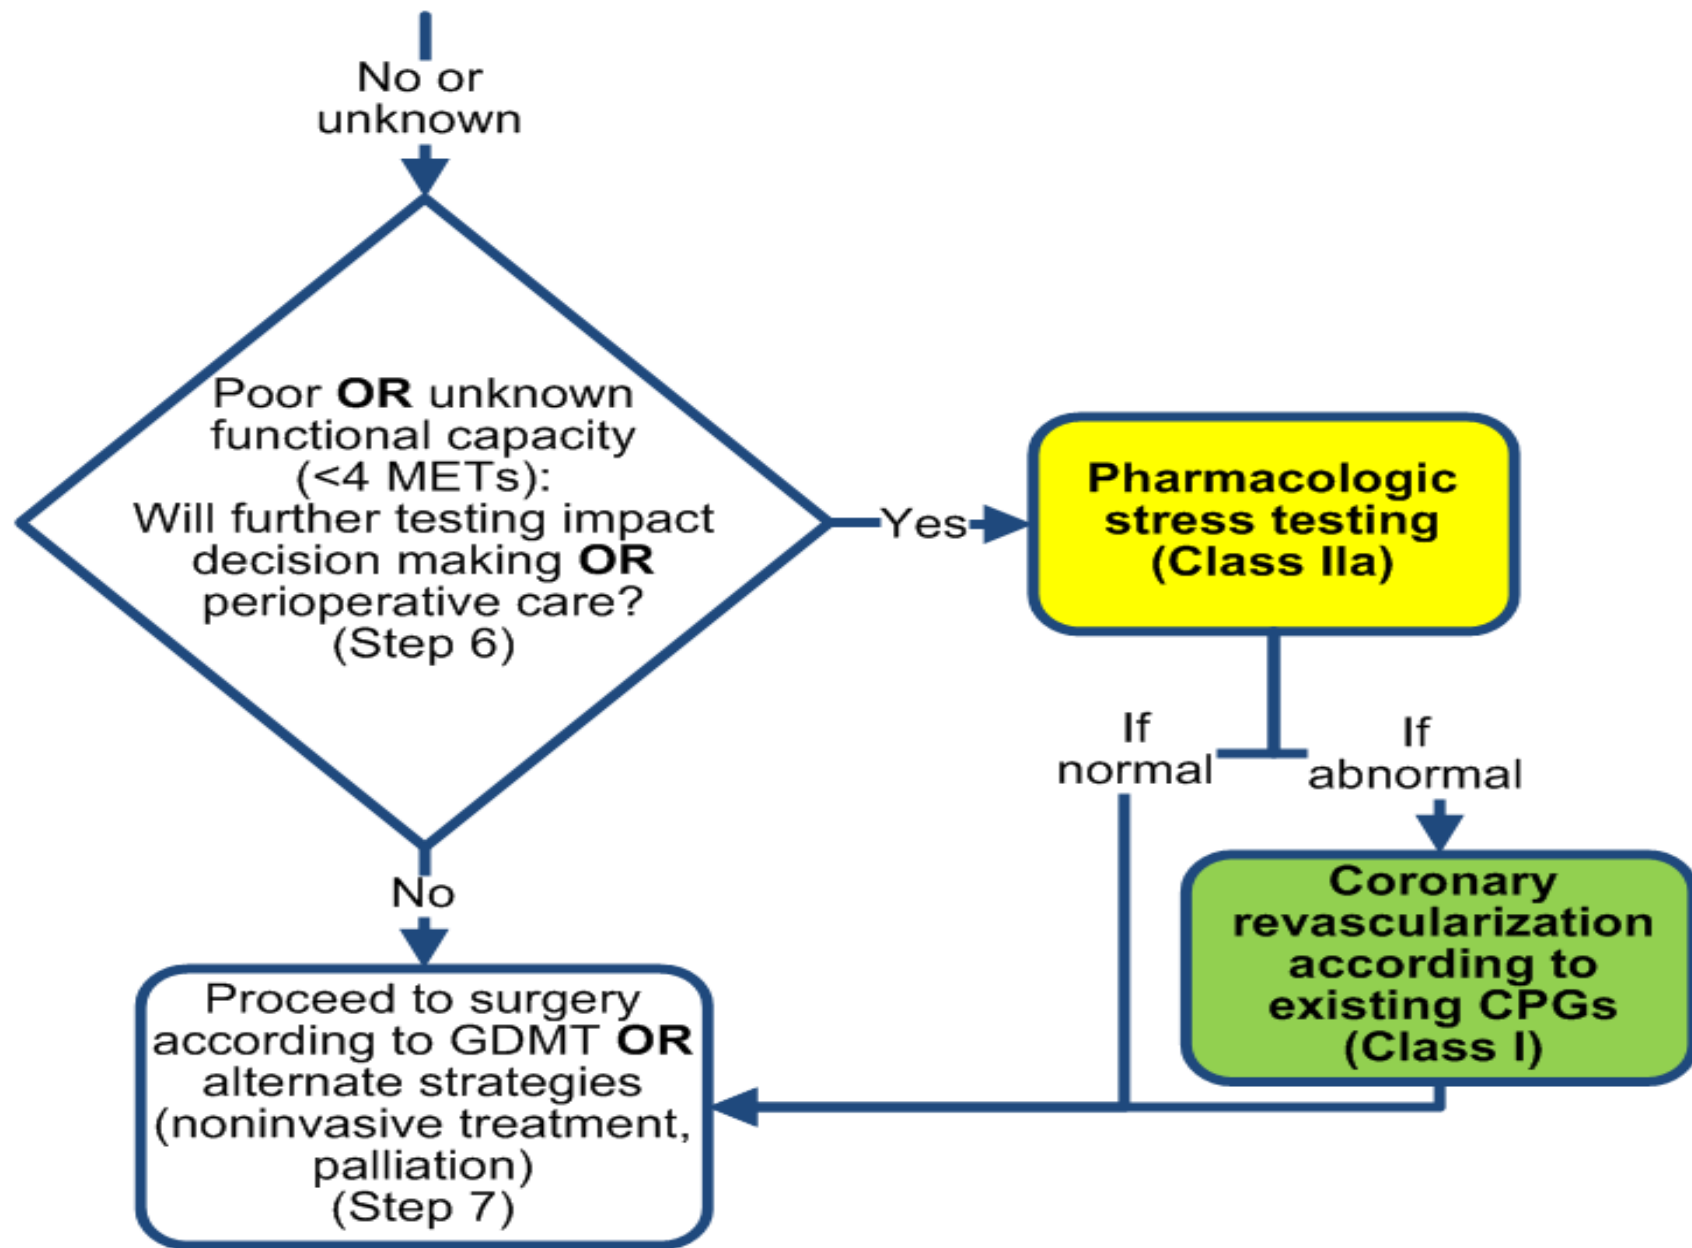 No or
unknown
Poor OR unknown
functional capacity
(<4 METs):
Will further testing impact
decision making OR
perioperative care?
(Step 6)
Yes
Pharmacologic
stress testing
(Class IIa)
If
normal
If
abnormal
Coronary
revascularization
according to
existing CPGs
(Class I)
No
Proceed to surgery
according to GDMT OR
alternate strategies
(noninvasive treatment,
palliation)
(Step 7)